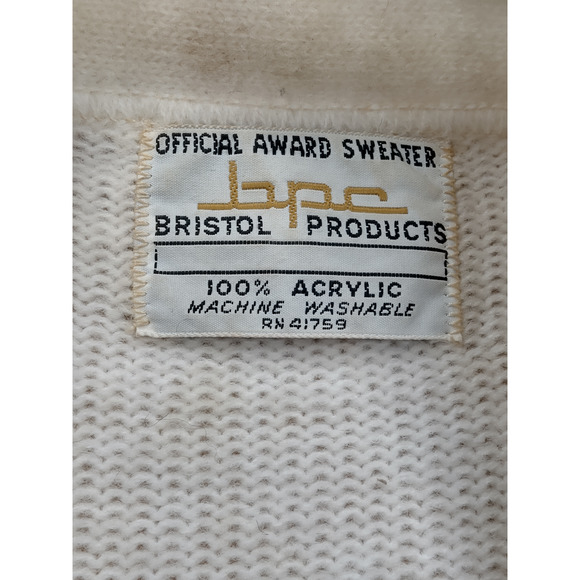 OFFICIAL AWARD SWEATER
bpc
BRISTOL PRODUCTS
100% ACRYLIC
MACHINE WASHABLE
RN 41759